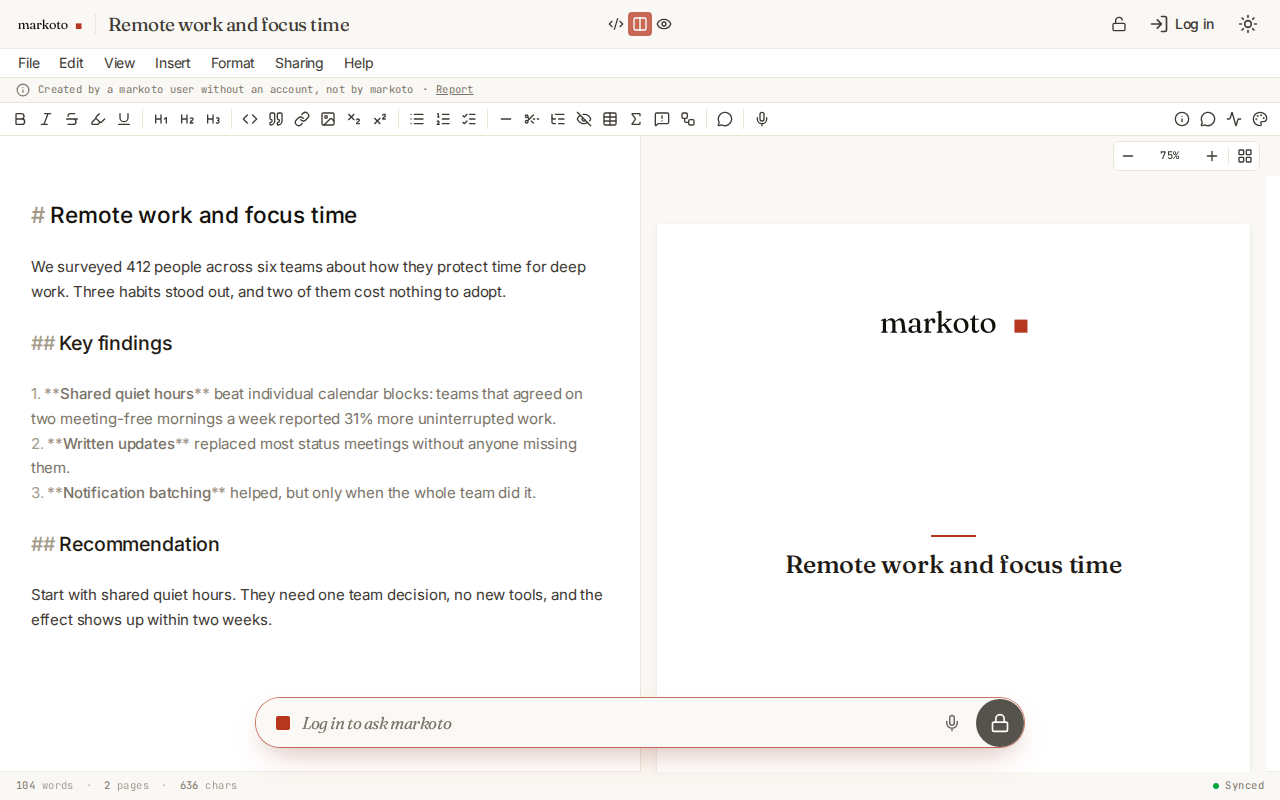 markoto
Remote work and focus time
Log in
File Edit View Insert Format Sharing Help
Created by a markoto user without an account, not by markoto · Report
B I S U H1 H2 H3 x2 x2 Σ
75%
# Remote work and focus time
We surveyed 412 people across six teams about how they protect time for deep
work. Three habits stood out, and two of them cost nothing to adopt.
## Key findings
1. **Shared quiet hours** beat individual calendar blocks: teams that agreed on
two meeting-free mornings a week reported 31% more uninterrupted work.
2. **Written updates** replaced most status meetings without anyone missing
them.
3. **Notification batching** helped, but only when the whole team did it.
## Recommendation
Start with shared quiet hours. They need one team decision, no new tools, and the
effect shows up within two weeks.
markoto
Remote work and focus time
Log in to ask markoto
104 words · 2 pages · 636 chars
Synced